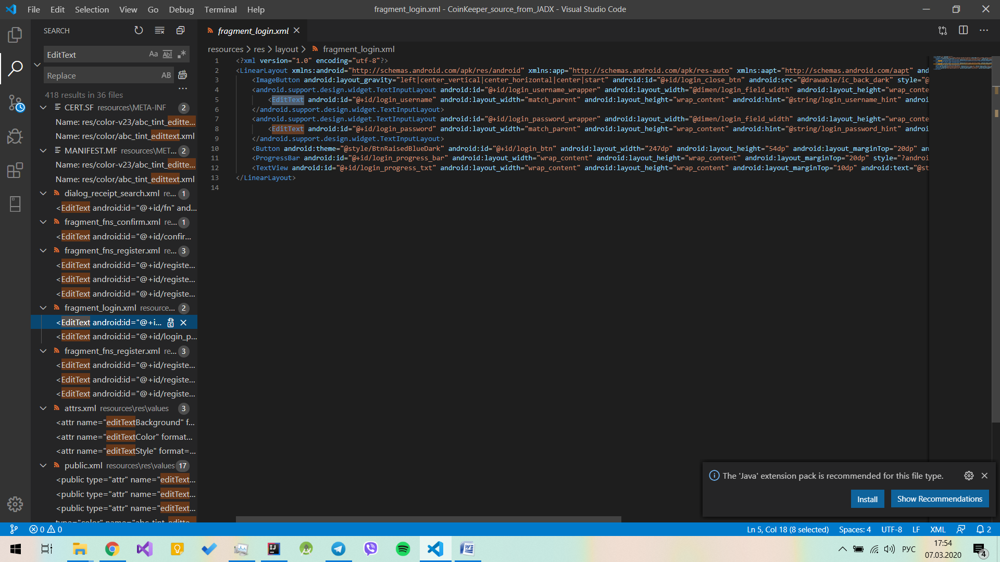 File Edit Selection View Go Debug Terminal Help
fragment_login.xml - CoinKeeper_source_from_JADX - Visual Studio Code
SEARCH
EditText
Aa Abl .*
Replace
AB
418 results in 36 files
CERT.SF resources\META-INF 2
Name: res/color-v23/abc_tint_editte...
Name: res/color/abc_tint_edittext.xml
MANIFEST.MF resources\MET... 2
Name: res/color-v23/abc_tint_editte...
Name: res/color/abc_tint_edittext.xml
dialog_receipt_search.xml re... 1
<EditText android:id="@+id/fn" and...
fragment_fns_confirm.xml re... 1
<EditText android:id="@+id/confir...
fragment_fns_register.xml re... 3
<EditText android:id="@+id/registe...
<EditText android:id="@+id/registe...
<EditText android:id="@+id/registe...
fragment_login.xml resource... 2
<EditText android:id="@+i...
<EditText android:id="@+id/login_p...
fragment_fns_register.xml re... 3
<EditText android:id="@+id/registe...
<EditText android:id="@+id/registe...
<EditText android:id="@+id/registe...
attrs.xml resources\res\values 3
<attr name="editTextBackground" f...
<attr name="editTextColor" format...
<attr name="editTextStyle" format=...
public.xml resources\res\values 17
<public type="attr" name="editText...
<public type="attr" name="editText...
<public type="attr" name="editText...
type="color" name="abc_tint_editte...
fragment_login.xml
resources > res > layout > fragment_login.xml
1 <?xml version="1.0" encoding="utf-8"?>
2 <LinearLayout xmlns:android="http://schemas.android.com/apk/res/android" xmlns:app="http://schemas.android.com/apk/res-auto" xmlns:aapt="http://schemas.android.com/aapt" and
3 <ImageButton android:layout_gravity="left|center_vertical|center_horizontal|center|start" android:id="@+id/login_close_btn" android:src="@drawable/ic_back_dark" style="@
4 <android.support.design.widget.TextInputLayout android:id="@+id/login_username_wrapper" android:layout_width="@dimen/login_field_width" android:layout_height="wrap_conte
5 <EditText android:id="@+id/login_username" android:layout_width="match_parent" android:layout_height="wrap_content" android:hint="@string/login_username_hint" androi
6 </android.support.design.widget.TextInputLayout>
7 <android.support.design.widget.TextInputLayout android:id="@+id/login_password_wrapper" android:layout_width="@dimen/login_field_width" android:layout_height="wrap_conte
8 <EditText android:id="@+id/login_password" android:layout_width="match_parent" android:layout_height="wrap_content" android:hint="@string/login_password_hint" androi
9 </android.support.design.widget.TextInputLayout>
10 <Button android:theme="@style/BtnRaisedBlueDark" android:id="@+id/login_btn" android:layout_width="247dp" android:layout_height="54dp" android:layout_marginTop="20dp" an
11 <ProgressBar android:id="@+id/login_progress_bar" android:layout_width="wrap_content" android:layout_height="wrap_content" android:layout_marginTop="20dp" style="?androi
12 <TextView android:id="@+id/login_progress_txt" android:layout_width="wrap_content" android:layout_height="wrap_content" android:layout_marginTop="10dp" android:text="@st
13 </LinearLayout>
14
The 'Java' extension pack is recommended for this file type.
Install
Show Recommendations
0 0
Ln 5, Col 18 (8 selected) Spaces: 4 UTF-8 LF XML 2
РУС
17:54
07.03.2020
4